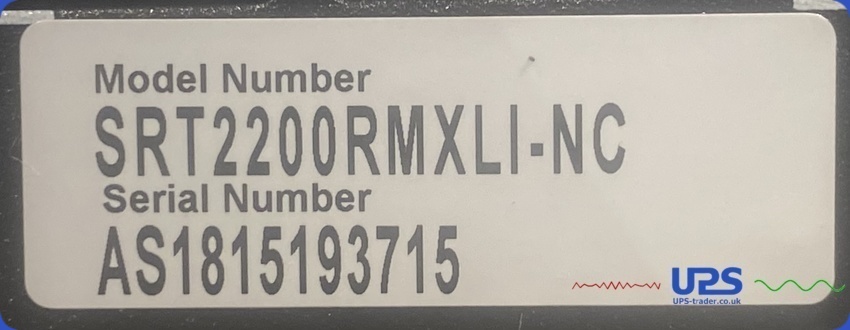 Model Number
SRT2200RMXLI-NC
Serial Number
AS1815193715
UPS
UPS-trader.co.uk